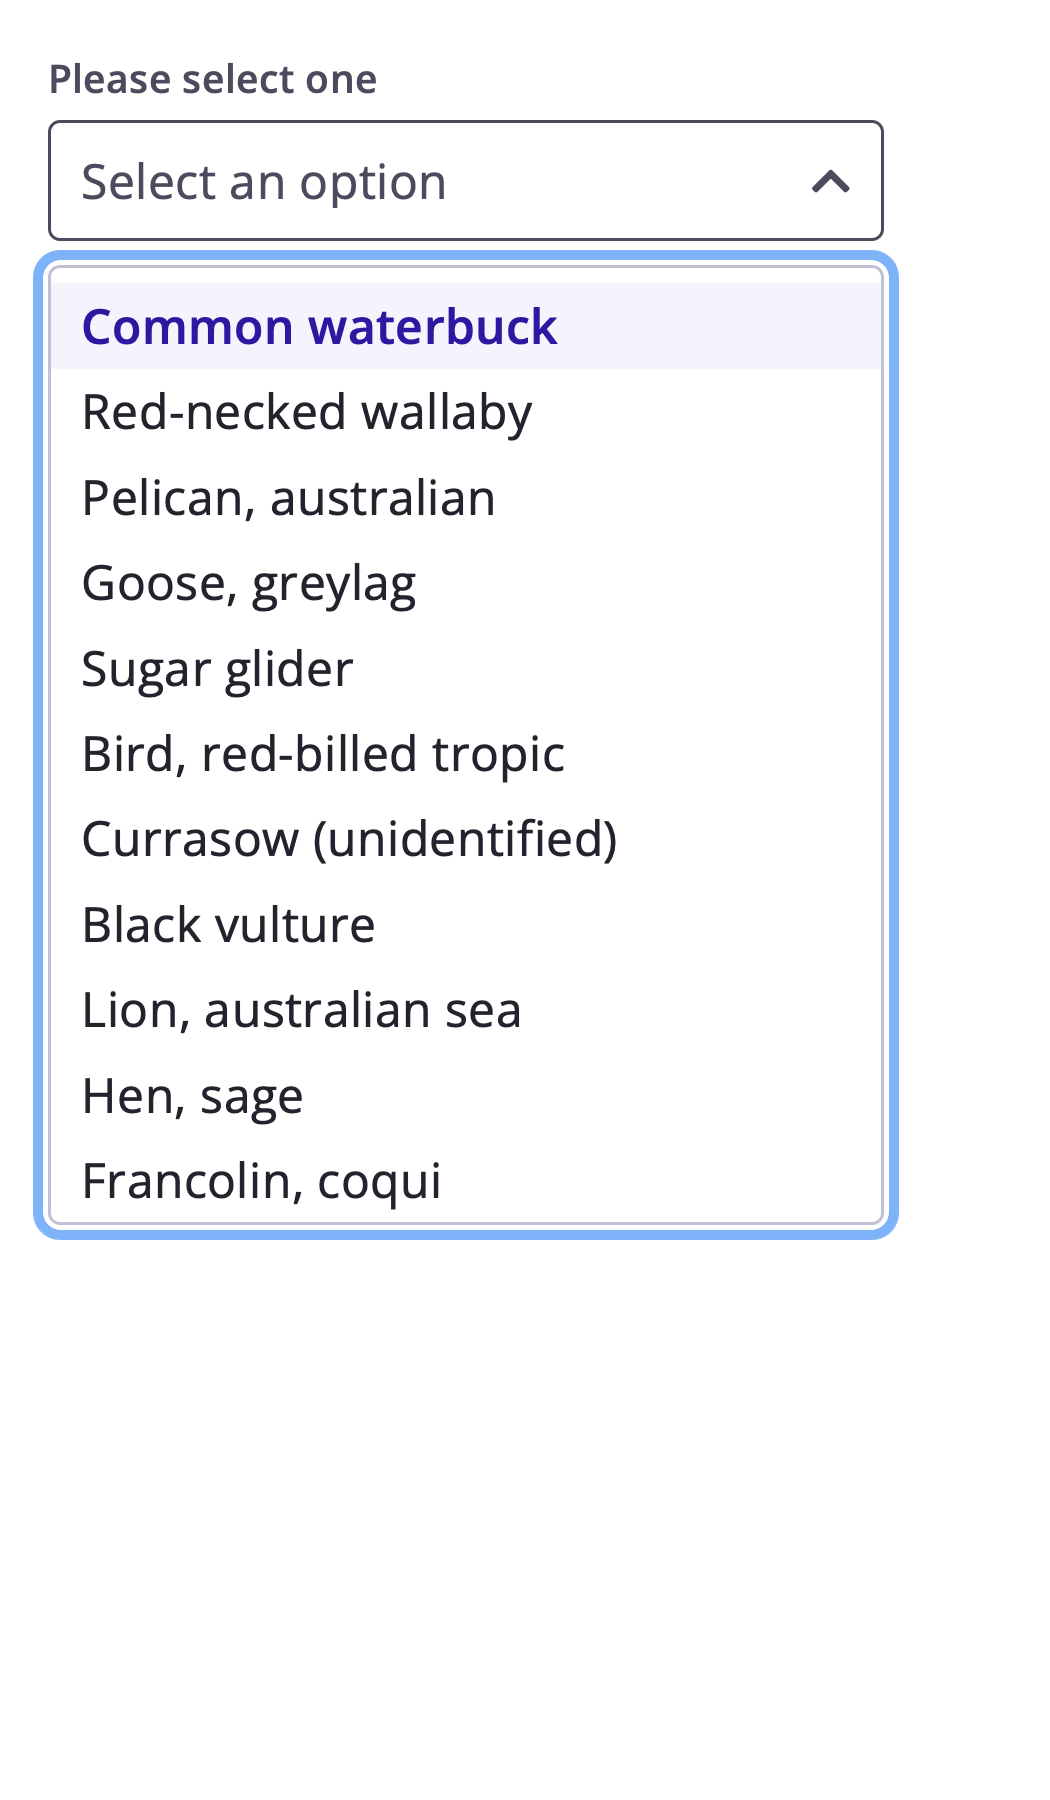 Please select one
Select an option
Common waterbuck
Red-necked wallaby
Pelican, australian
Goose, greylag
Sugar glider
Bird, red-billed tropic
Currasow (unidentified)
Black vulture
Lion, australian sea
Hen, sage
Francolin, coqui